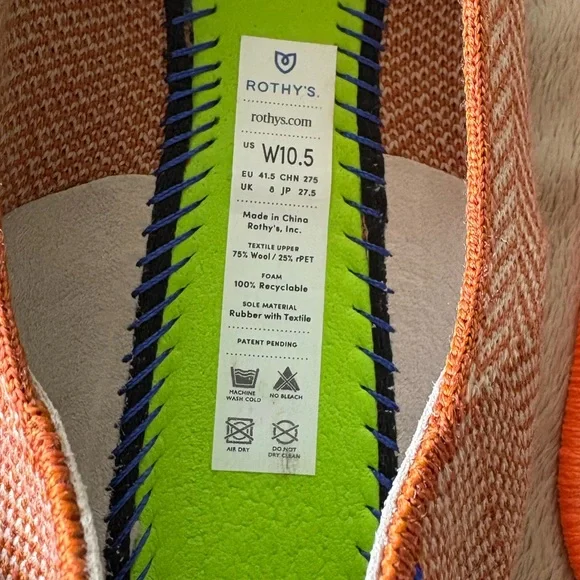 ROTHY'S.
rothys.com
US W10.5
EU 41.5 CHN 275
UK 8 JP 27.5
Made in China
Rothy's, Inc.
TEXTILE UPPER
75% Wool / 25% rPET
FOAM
100% Recyclable
SOLE MATERIAL
Rubber with Textile
PATENT PENDING
MACHINE WASH COLD
NO BLEACH
AIR DRY
DO NOT DRY CLEAN